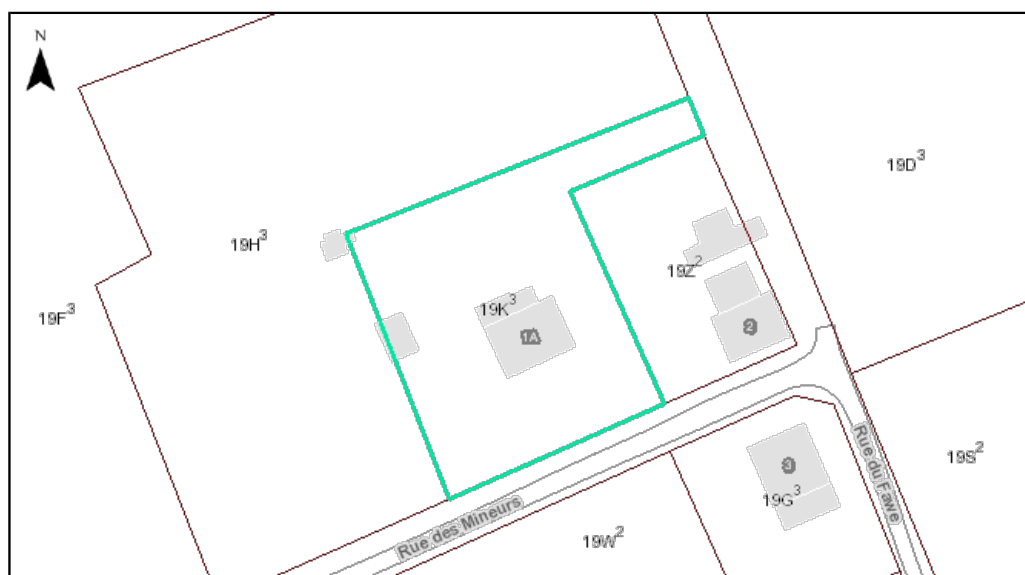 N
19D³
19H³
19Z²
19F³
19K³
1A
2
Rue du Fawe
19S²
3
19G³
Rue des Mineurs
19W²